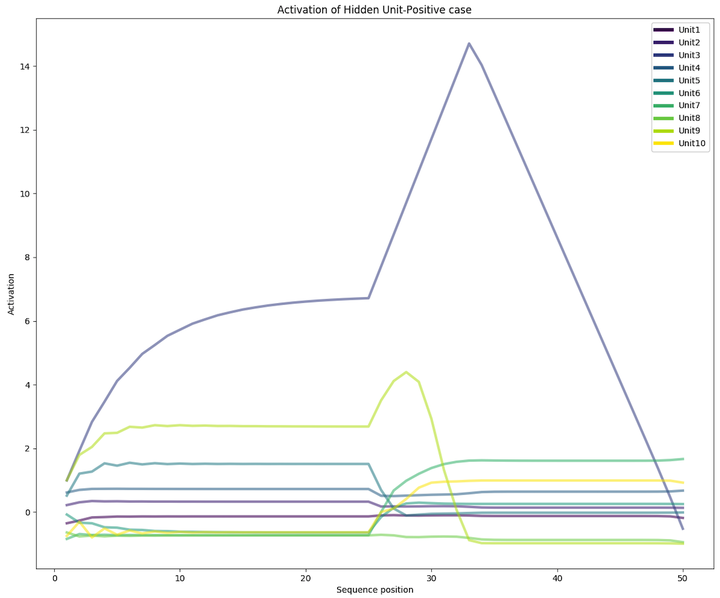 Activation of Hidden Unit-Positive case
Unit1
Unit2
Unit3
Unit4
Unit5
Unit6
Unit7
Unit8
Unit9
Unit10
14
12
10
8
6
4
2
0
Activation
0 10 20 30 40 50
Sequence position